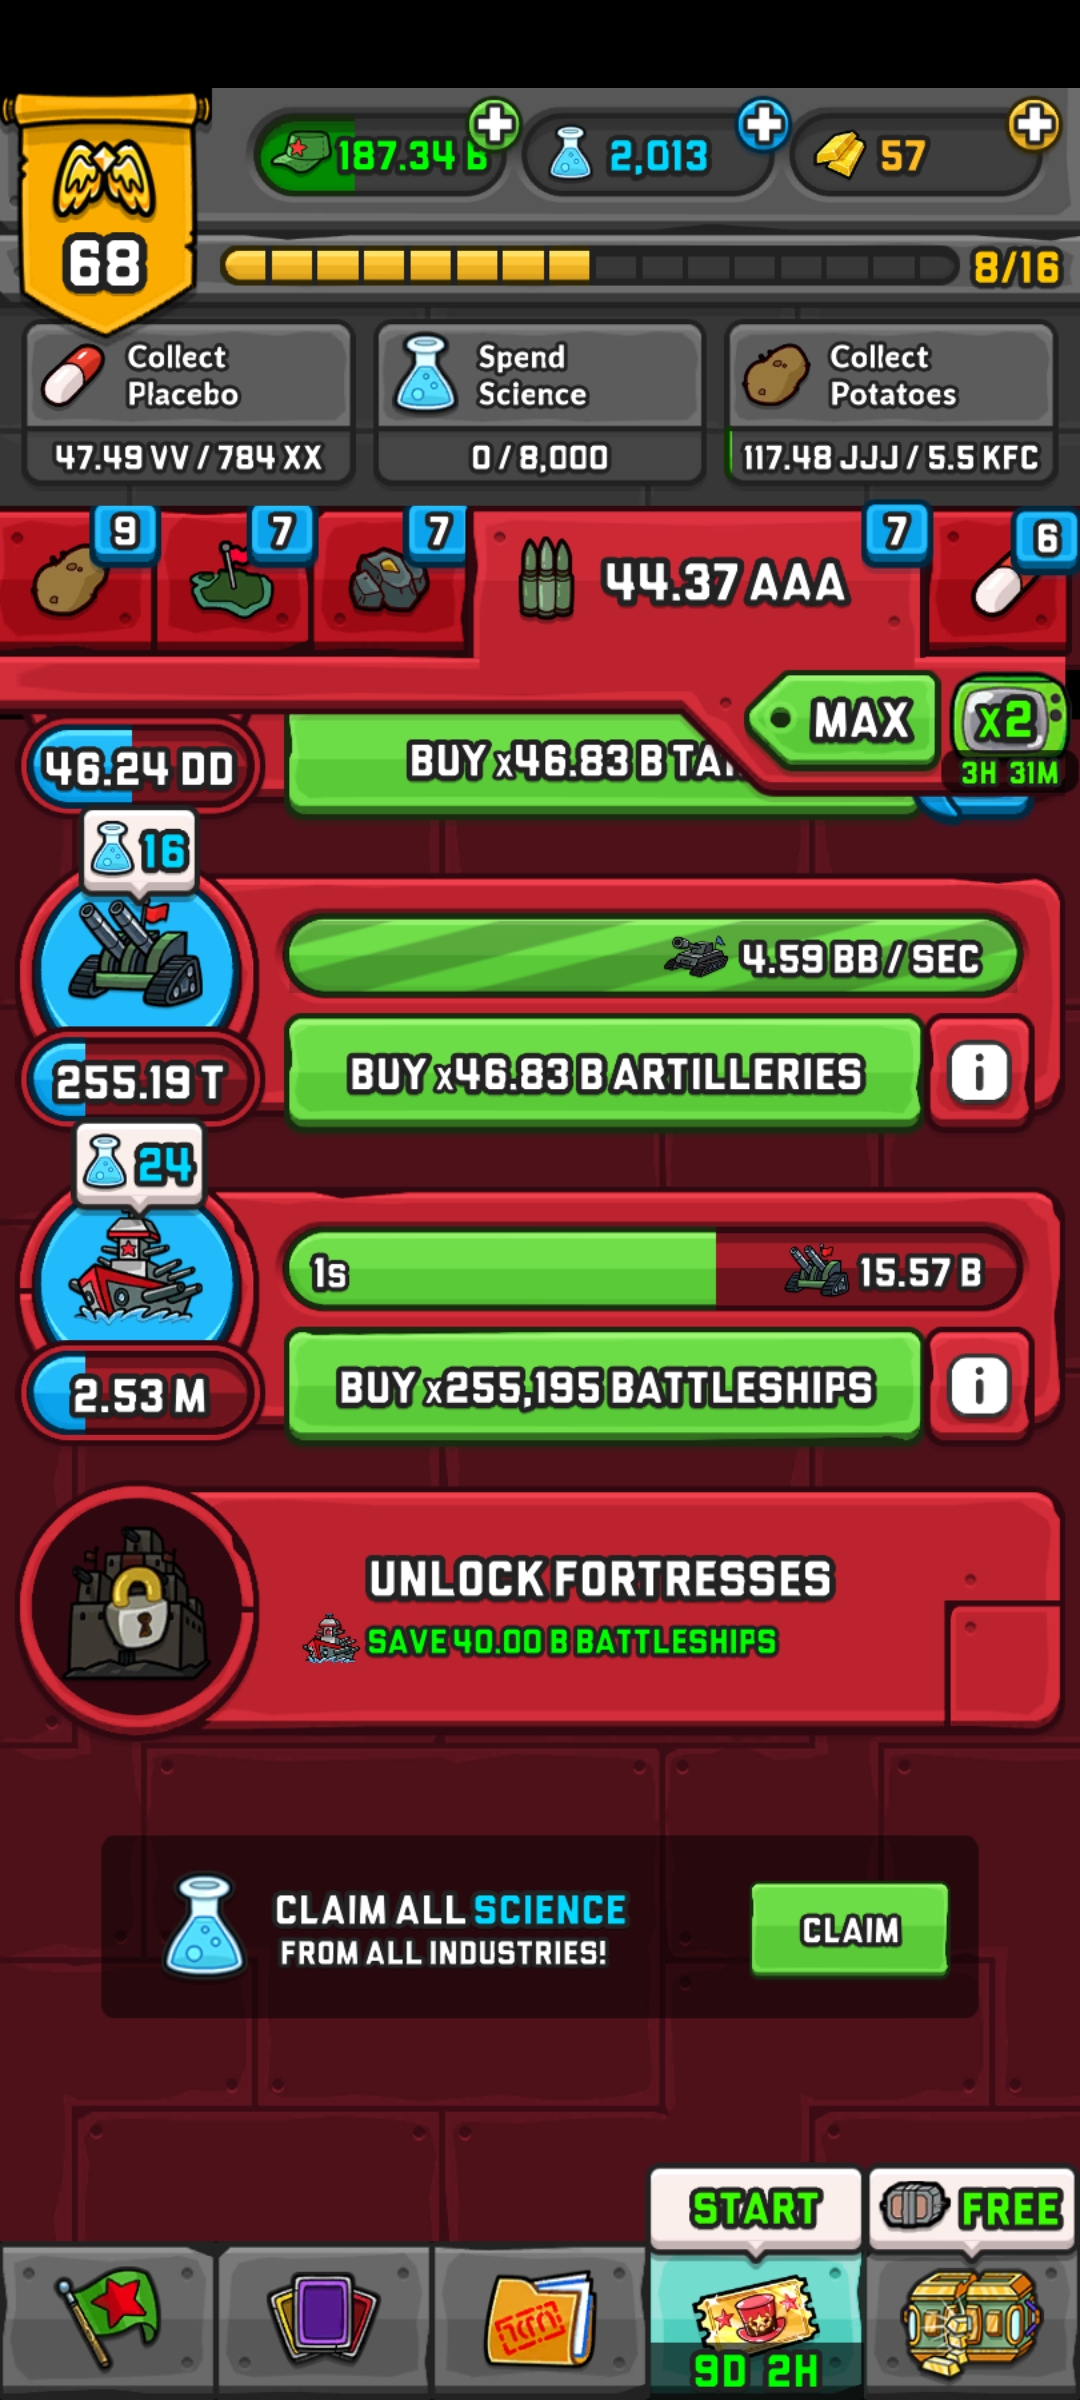 68
187.34 B
2,013
57
8/16
Collect
Placebo
47.49 VV / 784 XX
Spend
Science
0 / 8,000
Collect
Potatoes
117.48 JJJ / 5.5 KFC
9
7
7
44.37 AAA
7
6
MAX
x2
3H 31M
46.24 DD
BUY x46.83 B
16
4.59 BB / SEC
255.19 T
BUY x46.83 B ARTILLERIES
i
24
1s
15.57 B
2.53 M
BUY x255,195 BATTLESHIPS
i
UNLOCK FORTRESSES
SAVE 40.00 B BATTLESHIPS
CLAIM ALL SCIENCE
FROM ALL INDUSTRIES!
CLAIM
START
FREE
9D 2H